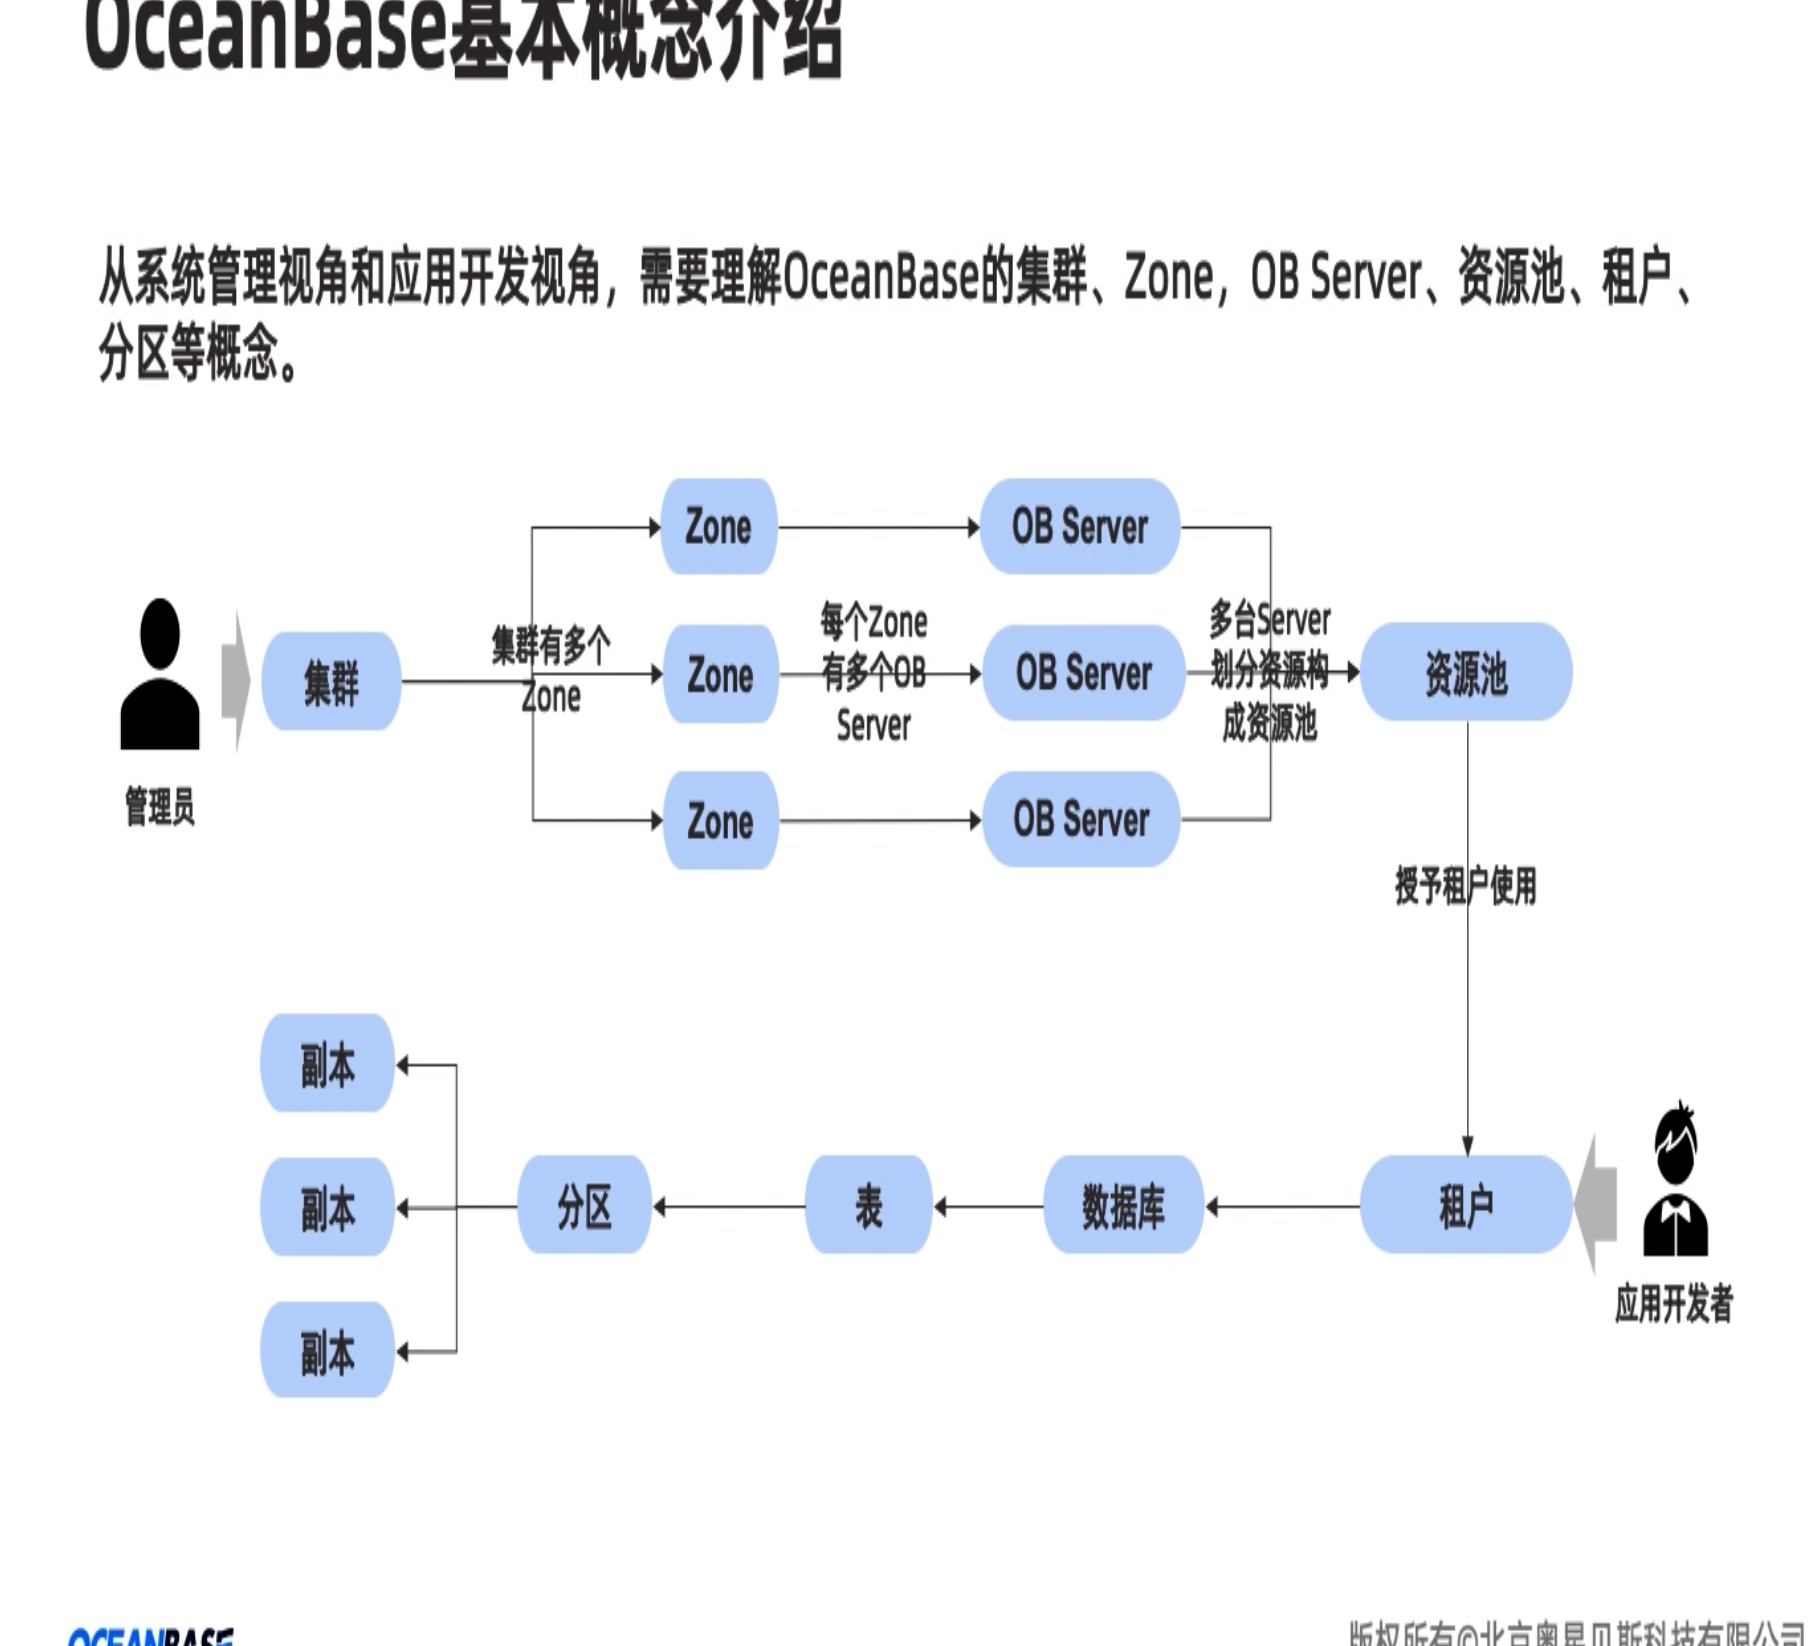 OceanBase基本概念介绍
从系统管理视角和应用开发视角，需要理解OceanBase的集群、Zone，OB Server、资源池、租户、
分区等概念。
Zone
OB Server
集群
集群有多个
Zone
Zone
每个Zone
有多个OB
Server
OB Server
多台Server
划分资源构
成资源池
资源池
管理员
Zone
OB Server
授予租户使用
副本
副本
分区
表
数据库
租户
应用开发者
副本
OCEANBASE
版权所有©北京奥星贝斯科技有限公司